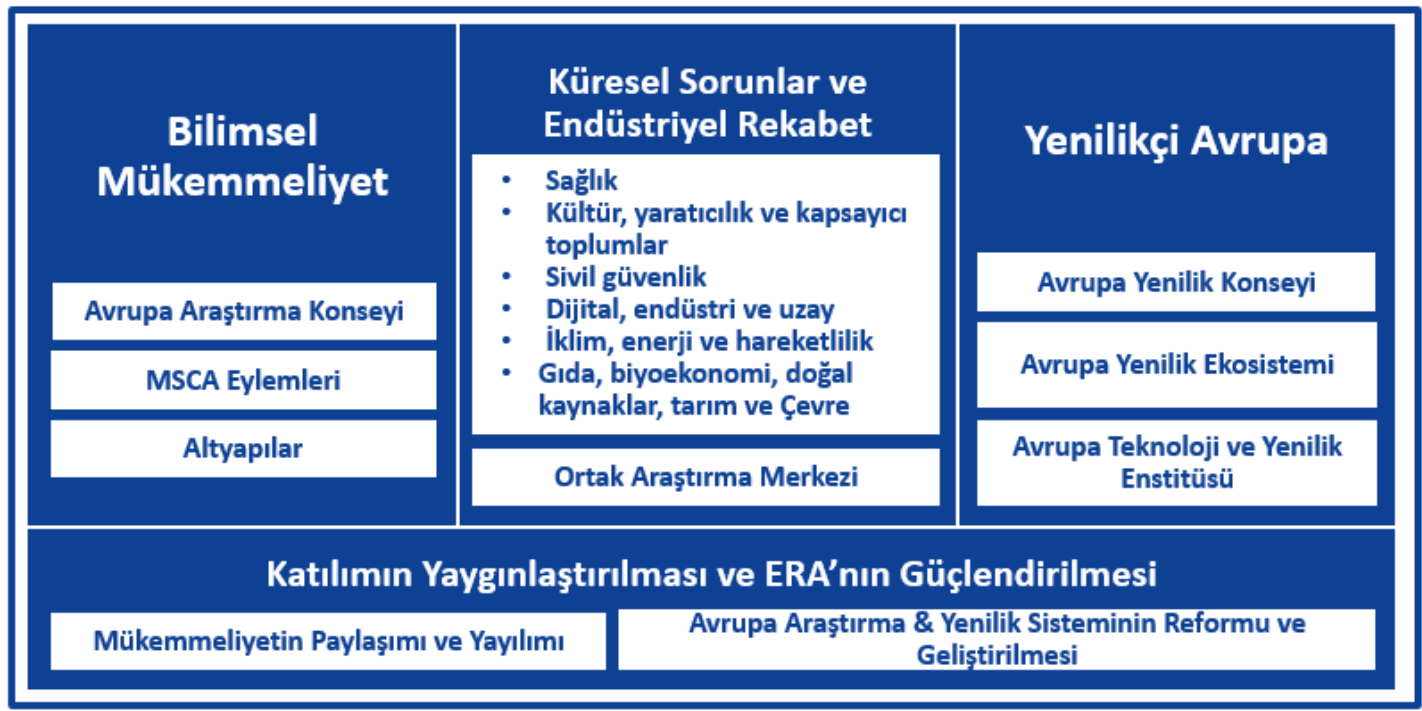 Bilimsel
Mükemmeliyet
Avrupa Araştırma Konseyi
MSCA Eylemleri
Altyapılar
Küresel Sorunlar ve
Endüstriyel Rekabet
• Sağlık
• Kültür, yaratıcılık ve kapsayıcı
toplumlar
• Sivil güvenlik
• Dijital, endüstri ve uzay
• İklim, enerji ve hareketlilik
• Gıda, biyoekonomi, doğal
kaynaklar, tarım ve Çevre
Ortak Araştırma Merkezi
Yenilikçi Avrupa
Avrupa Yenilik Konseyi
Avrupa Yenilik Ekosistemi
Avrupa Teknoloji ve Yenilik
Enstitüsü
Katılımın Yaygınlaştırılması ve ERA’nın Güçlendirilmesi
Mükemmeliyetin Paylaşımı ve Yayılımı
Avrupa Araştırma & Yenilik Sisteminin Reformu ve
Geliştirilmesi